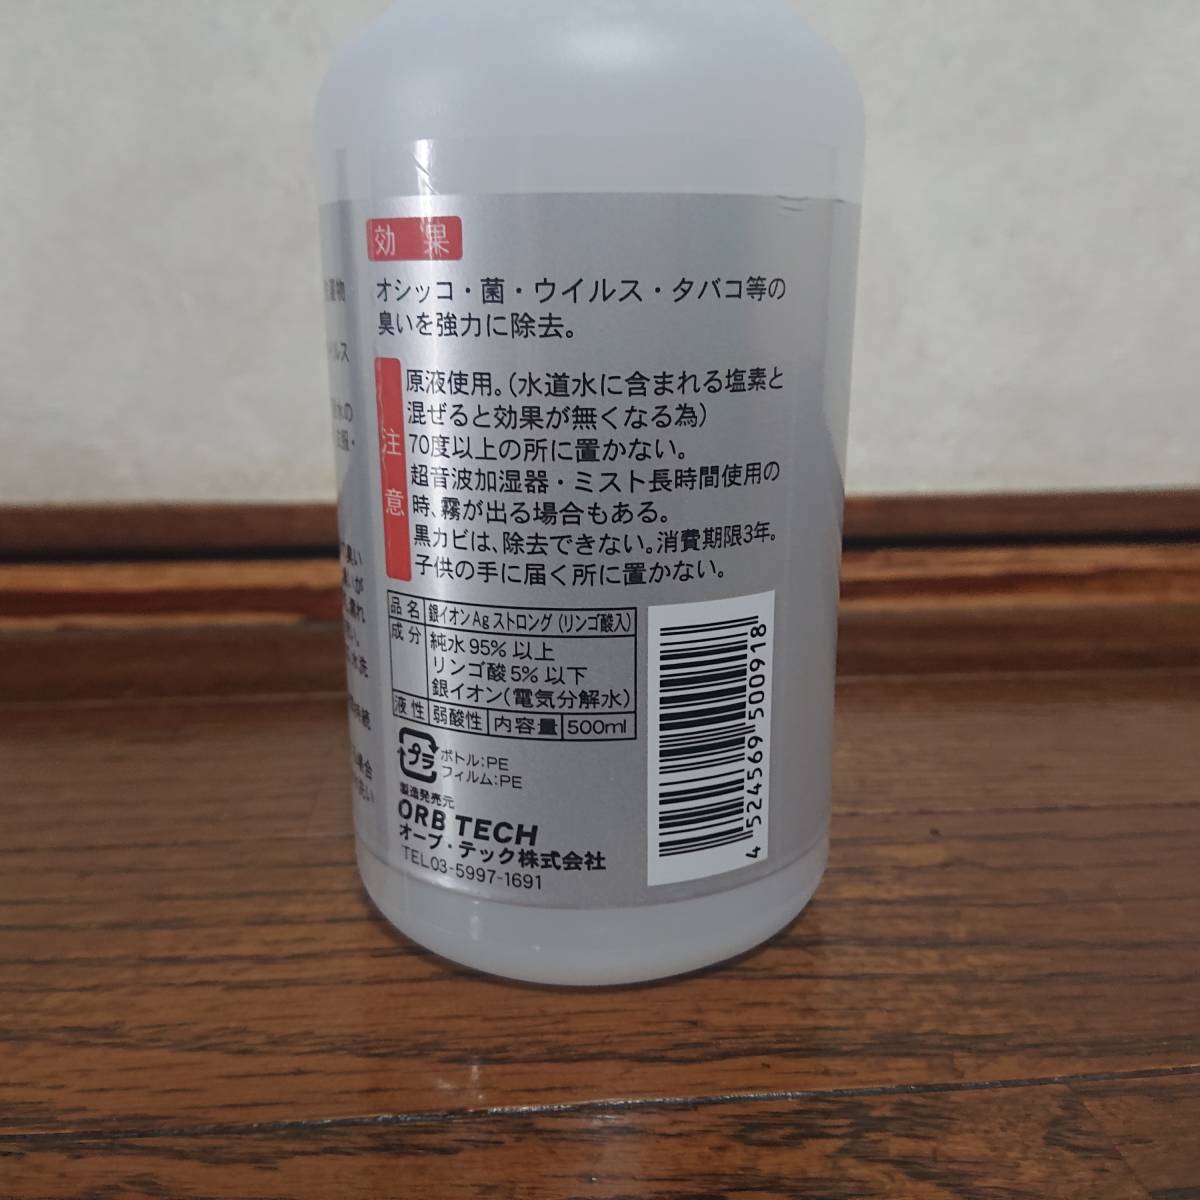 効果
オシッコ・菌・ウイルス・タバコ等の
臭いを強力に除去。
注意
原液使用。(水道水に含まれる塩素と
混ぜると効果が無くなる為)
70度以上の所に置かない。
超音波加湿器・ミスト長時間使用の
時、霧が出る場合もある。
黒カビは、除去できない。消費期限3年。
子供の手に届く所に置かない。
品名 銀イオンAgストロング(リンゴ酸入)
成分 純水95%以上
リンゴ酸5%以下
銀イオン(電気分解水)
液性 弱酸性 内容量 500ml
プラ
ボトル:PE
フィルム:PE
製造発売元
ORB TECH
オーブ・テック株式会社
TEL03-5997-1691
4524569500918